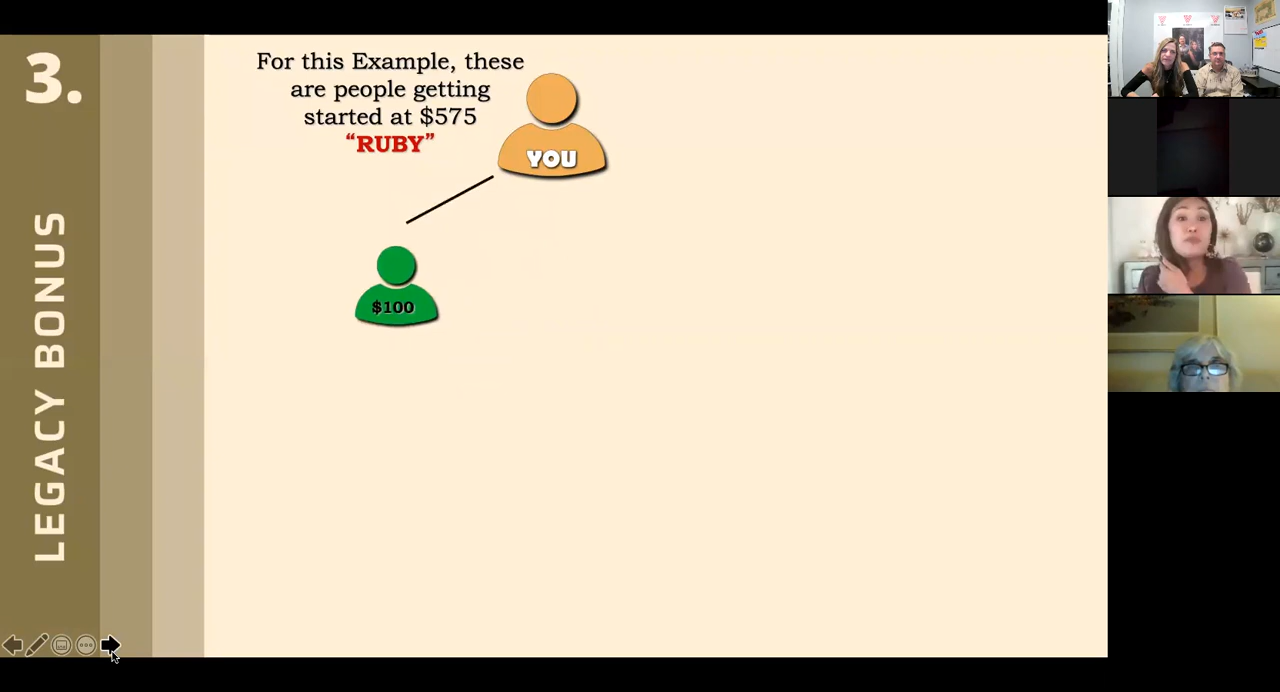 3.
LEGACY BONUS
For this Example, these
are people getting
started at $575
“RUBY”
YOU
$100